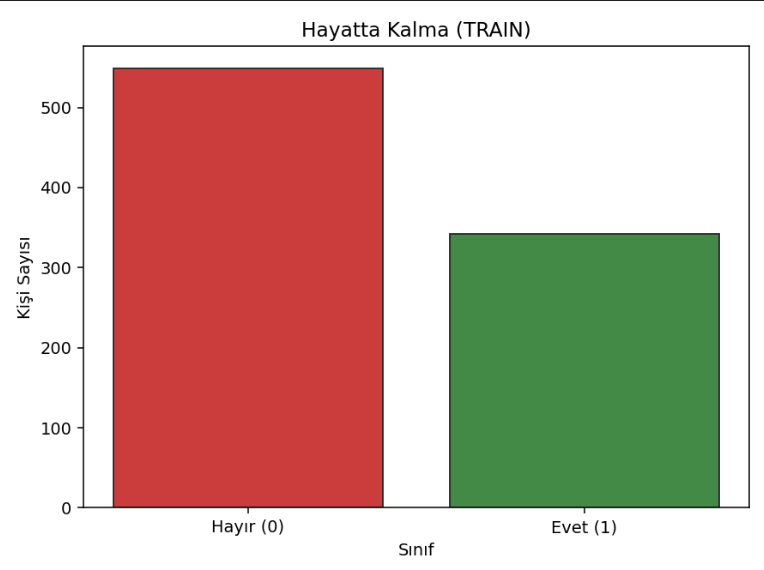 Hayatta Kalma (TRAIN)
Kişi Sayısı
500
400
300
200
100
0
Hayır (0)
Evet (1)
Sınıf